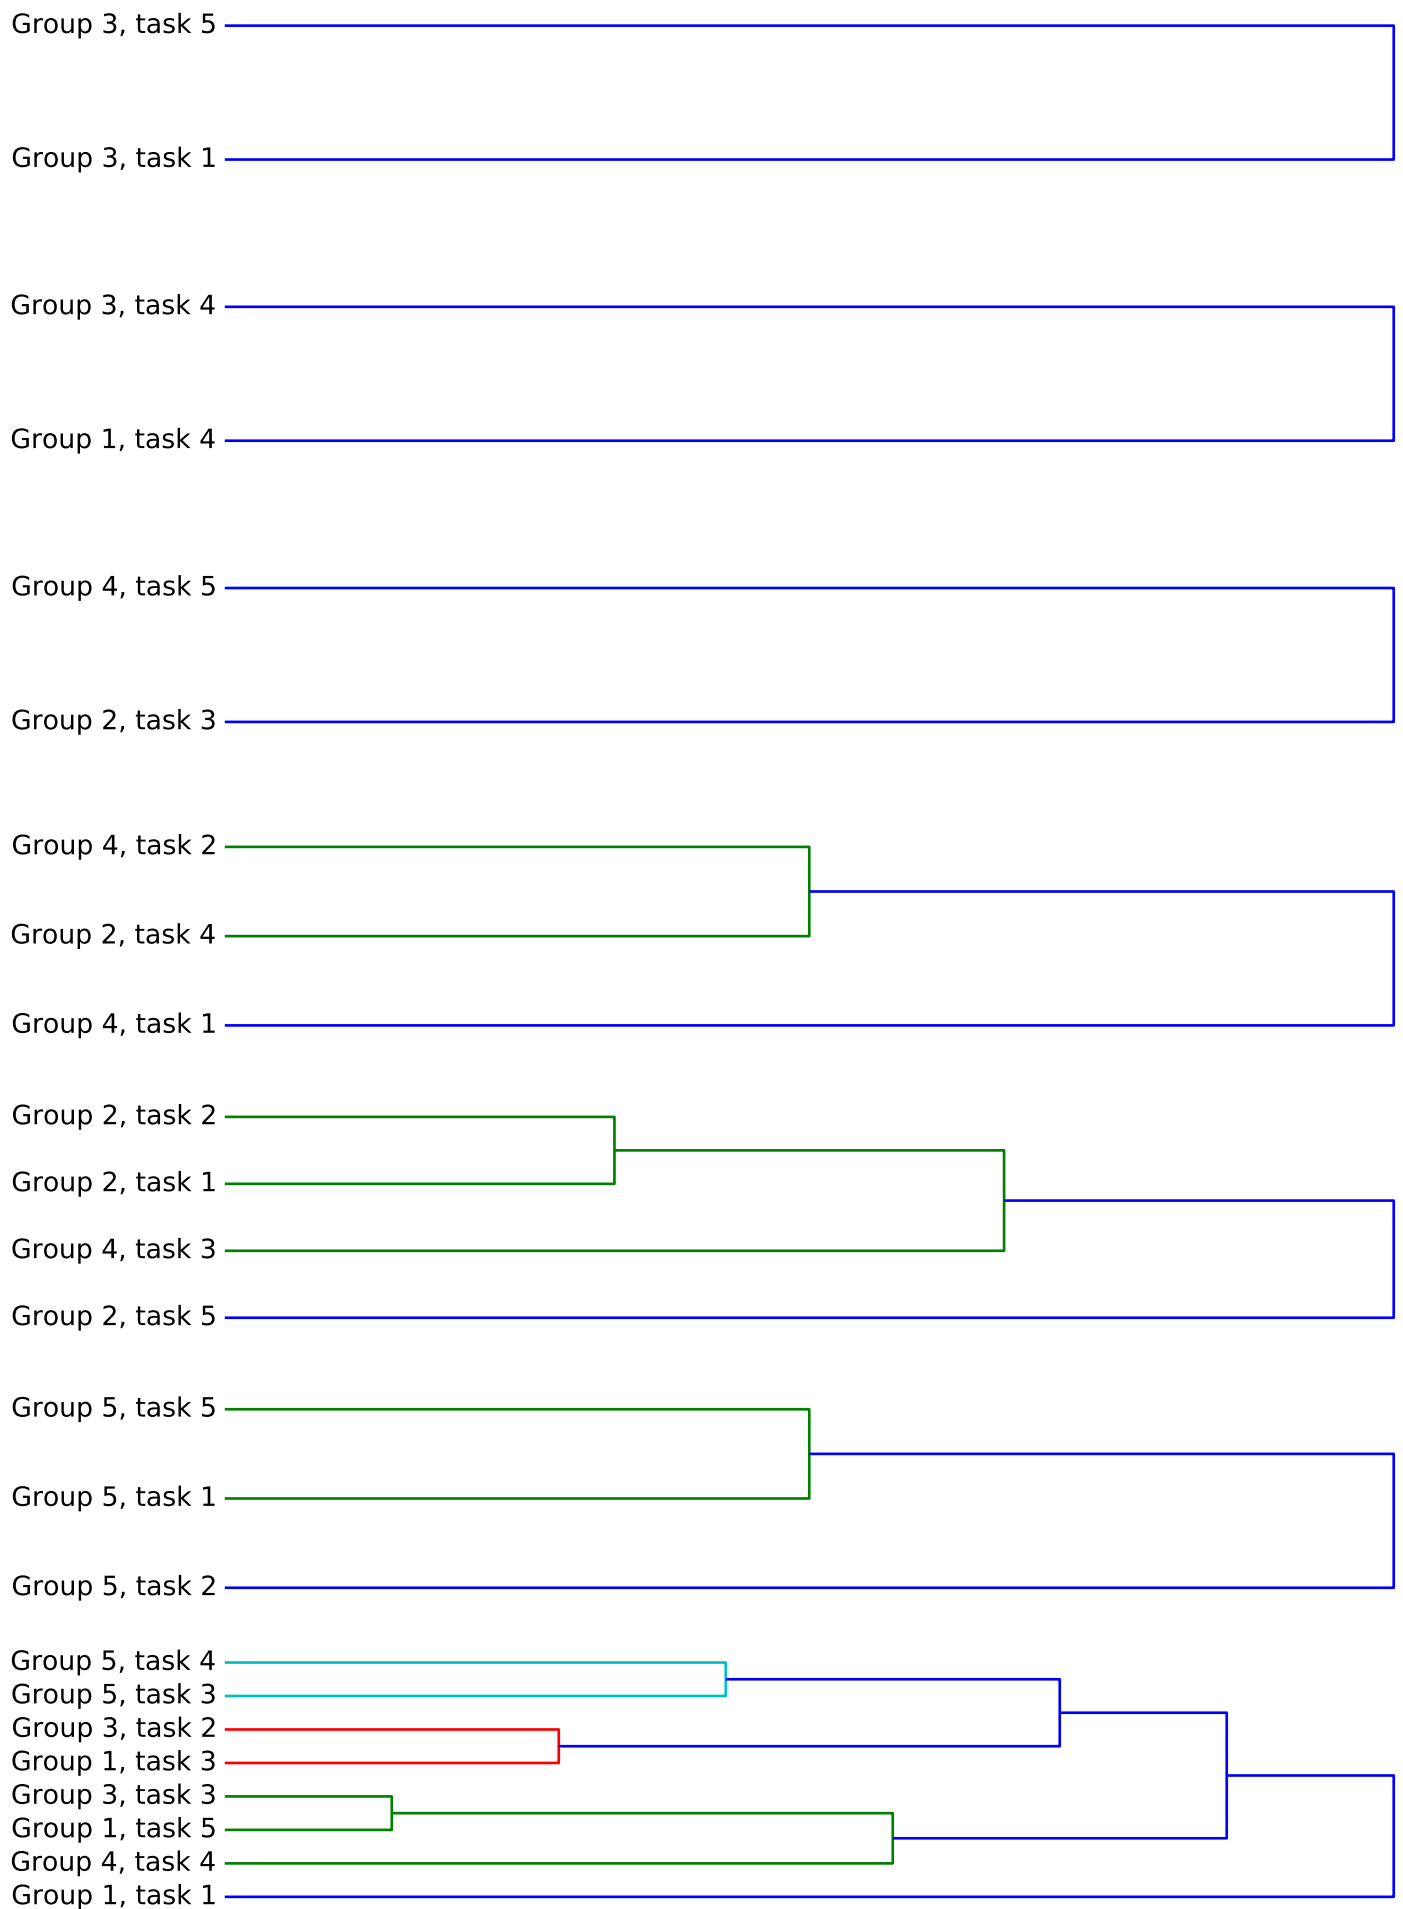 Group 3, task 5
Group 3, task 1
Group 3, task 4
Group 1, task 4
Group 4, task 5
Group 2, task 3
Group 4, task 2
Group 2, task 4
Group 4, task 1
Group 2, task 2
Group 2, task 1
Group 4, task 3
Group 2, task 5
Group 5, task 5
Group 5, task 1
Group 5, task 2
Group 5, task 4
Group 5, task 3
Group 3, task 2
Group 1, task 3
Group 3, task 3
Group 1, task 5
Group 4, task 4
Group 1, task 1